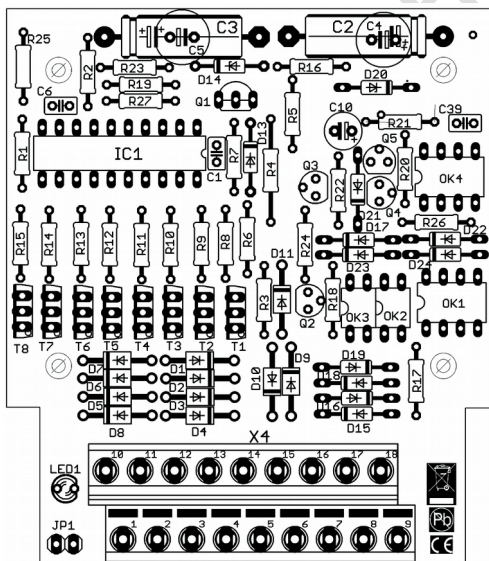 C3
C2
C4
R25
C5
R2
R23
D14
R16
R19
D20
C6
R27
Q1
R5
C10
R21
C39
R1
IC1
C1
R7
D13
R4
Q5
R20
Q3
R22
OK4
D21
Q4
D17
R26
D22
R15
R14
R13
R12
R11
R10
R9
R8
R6
R24
D23
D24
D11
R3
R18
Q2
OK3
OK2
OK1
T8
T7
T6
T5
T4
T3
T2
T1
D7
D1
D10
D9
D19
D6
D2
D18
R17
D5
D3
D16
D8
D4
D15
X4
10 11 12 13 14 15 16 17 18
LED1
JP1
1 2 3 4 5 6 7 8 9
Pb
CE